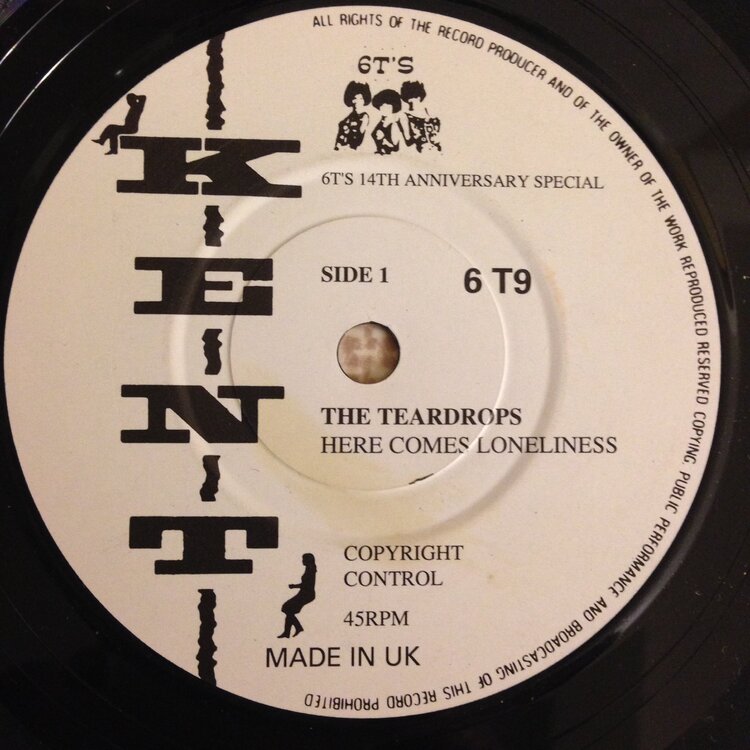 ALL RIGHTS OF THE RECORD PRODUCER AND OF THE OWNER OF THE WORK REPRODUCED RESERVED COPYING, PUBLIC PERFORMANCE AND BROADCASTING OF THIS RECORD PROHIBITED
6T'S
KENT
6T'S 14TH ANNIVERSARY SPECIAL
SIDE 1 6 T9
THE TEARDROPS
HERE COMES LONELINESS
COPYRIGHT
CONTROL
45RPM
MADE IN UK